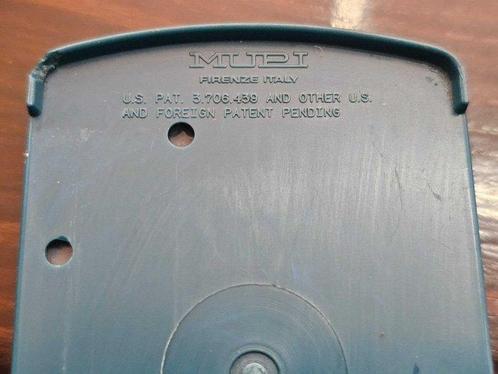 MUPI
FIRENZE ITALY
U.S. PAT. 3.706.439 AND OTHER U.S.
AND FOREIGN PATENT PENDING